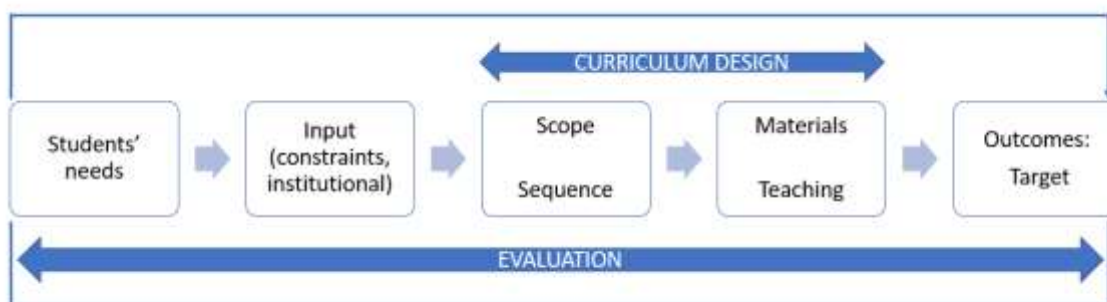 CURRICULUM DESIGN
Students'
needs
Input
(constraints,
institutional)
Scope
Sequence
Materials
Teaching
Outcomes:
Target
EVALUATION